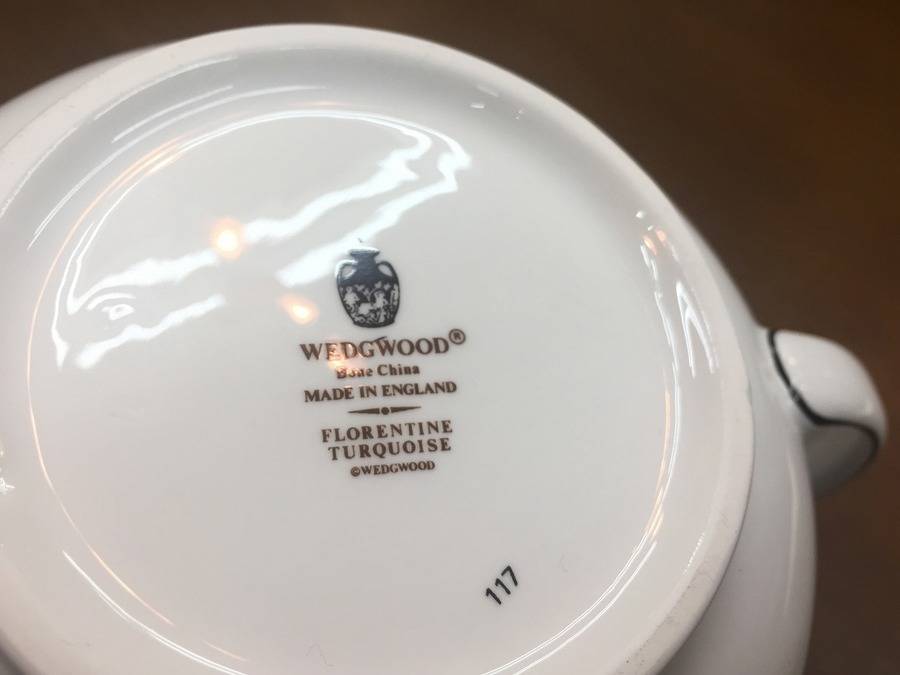 WEDGWOOD®
Bone China
MADE IN ENGLAND
FLORENTINE
TURQUOISE
©WEDGWOOD
117